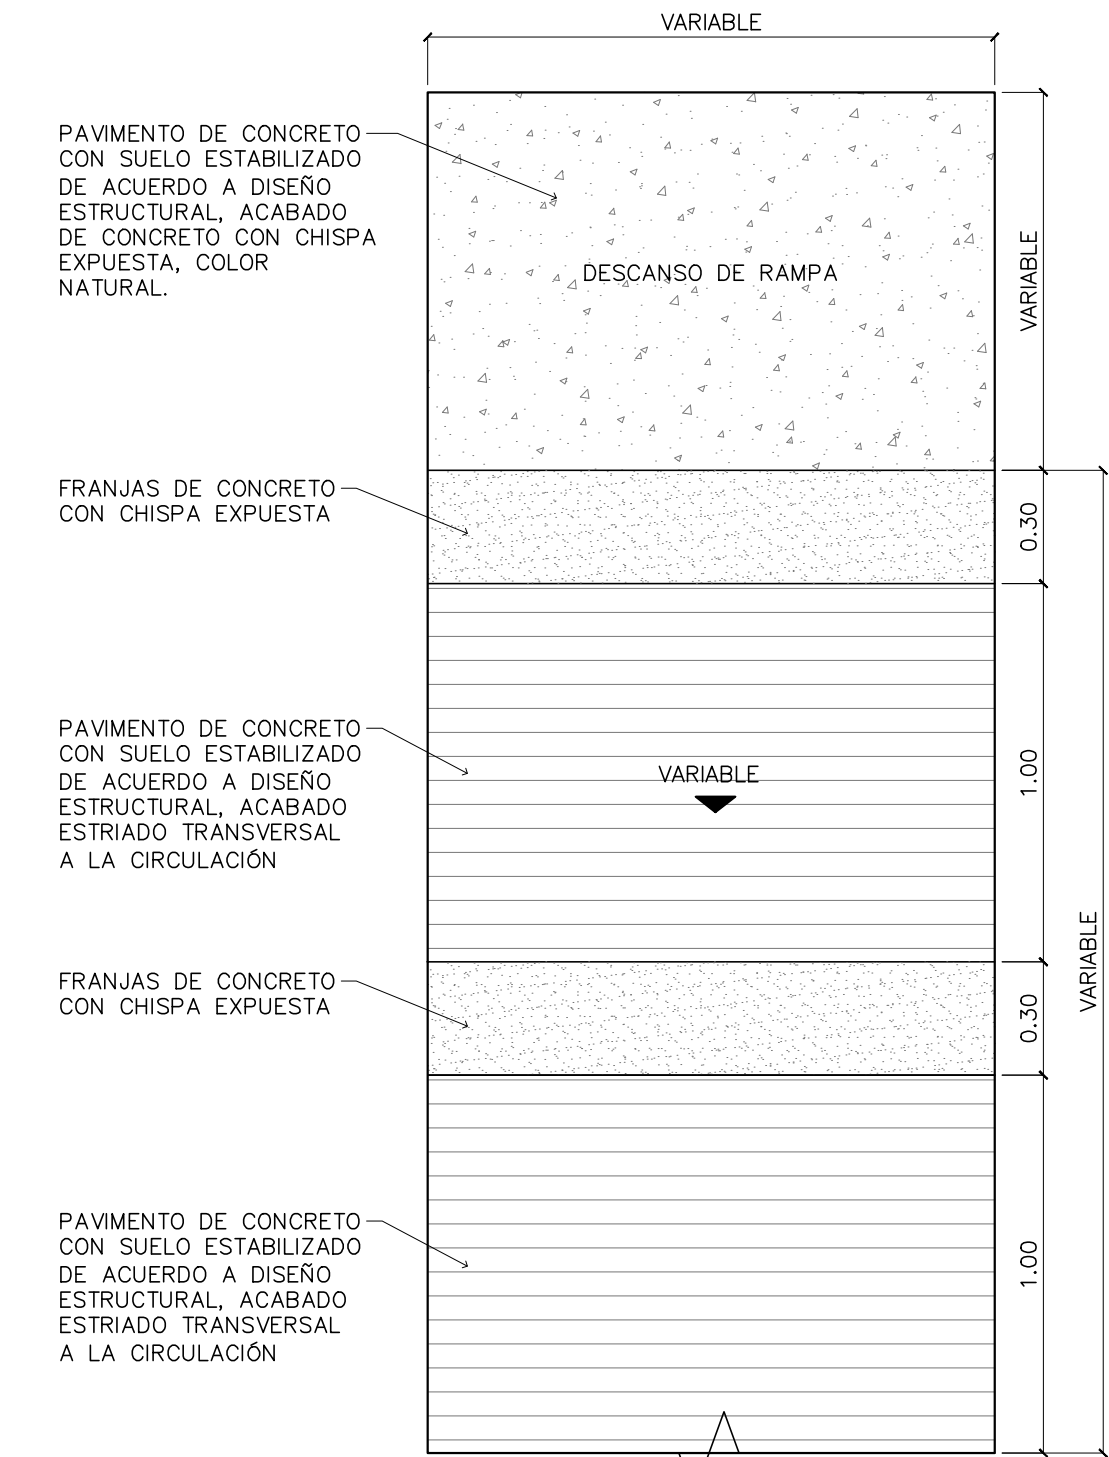 VARIABLE
PAVIMENTO DE CONCRETO
CON SUELO ESTABILIZADO
DE ACUERDO A DISEÑO
ESTRUCTURAL, ACABADO
DE CONCRETO CON CHISPA
EXPUESTA, COLOR
NATURAL.
DESCANSO DE RAMPA
VARIABLE
FRANJAS DE CONCRETO
CON CHISPA EXPUESTA
0.30
PAVIMENTO DE CONCRETO
CON SUELO ESTABILIZADO
DE ACUERDO A DISEÑO
ESTRUCTURAL, ACABADO
ESTRIADO TRANSVERSAL
A LA CIRCULACIÓN
VARIABLE
1.00
VARIABLE
FRANJAS DE CONCRETO
CON CHISPA EXPUESTA
0.30
PAVIMENTO DE CONCRETO
CON SUELO ESTABILIZADO
DE ACUERDO A DISEÑO
ESTRUCTURAL, ACABADO
ESTRIADO TRANSVERSAL
A LA CIRCULACIÓN
1.00